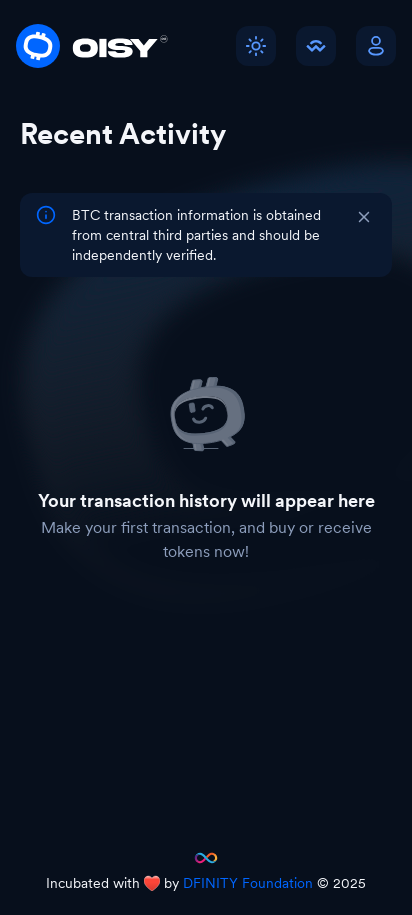 OISY
Recent Activity
BTC transaction information is obtained
from central third parties and should be
independently verified.
Your transaction history will appear here
Make your first transaction, and buy or receive
tokens now!
Incubated with ❤️ by DFINITY Foundation © 2025